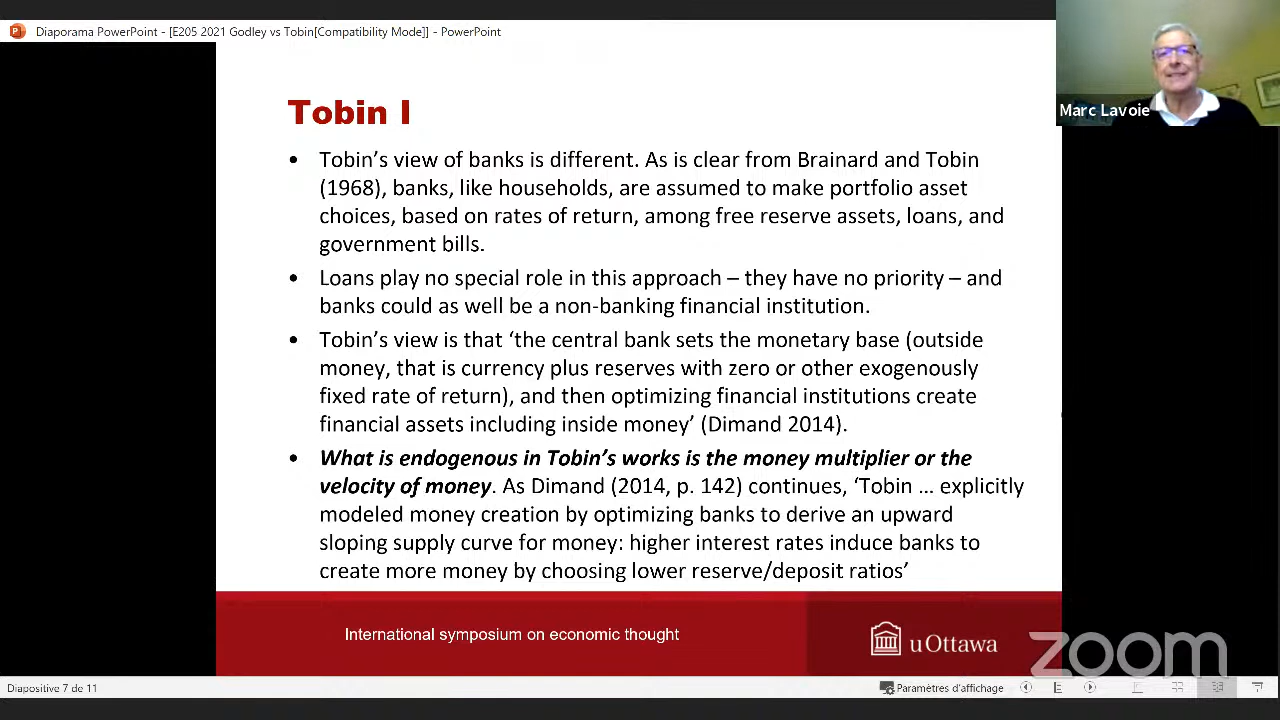 Diaporama PowerPoint - [E205 2021 Godley vs Tobin[Compatibility Mode]] - PowerPoint
Marc Lavoie
Tobin I
• Tobin's view of banks is different. As is clear from Brainard and Tobin
(1968), banks, like households, are assumed to make portfolio asset
choices, based on rates of return, among free reserve assets, loans, and
government bills.
• Loans play no special role in this approach – they have no priority – and
banks could as well be a non-banking financial institution.
• Tobin's view is that ‘the central bank sets the monetary base (outside
money, that is currency plus reserves with zero or other exogenously
fixed rate of return), and then optimizing financial institutions create
financial assets including inside money’ (Dimand 2014).
• What is endogenous in Tobin's works is the money multiplier or the
velocity of money. As Dimand (2014, p. 142) continues, ‘Tobin … explicitly
modeled money creation by optimizing banks to derive an upward
sloping supply curve for money: higher interest rates induce banks to
create more money by choosing lower reserve/deposit ratios’
International symposium on economic thought
uOttawa
zoom
Diapositive 7 de 11
Paramètres d'affichage